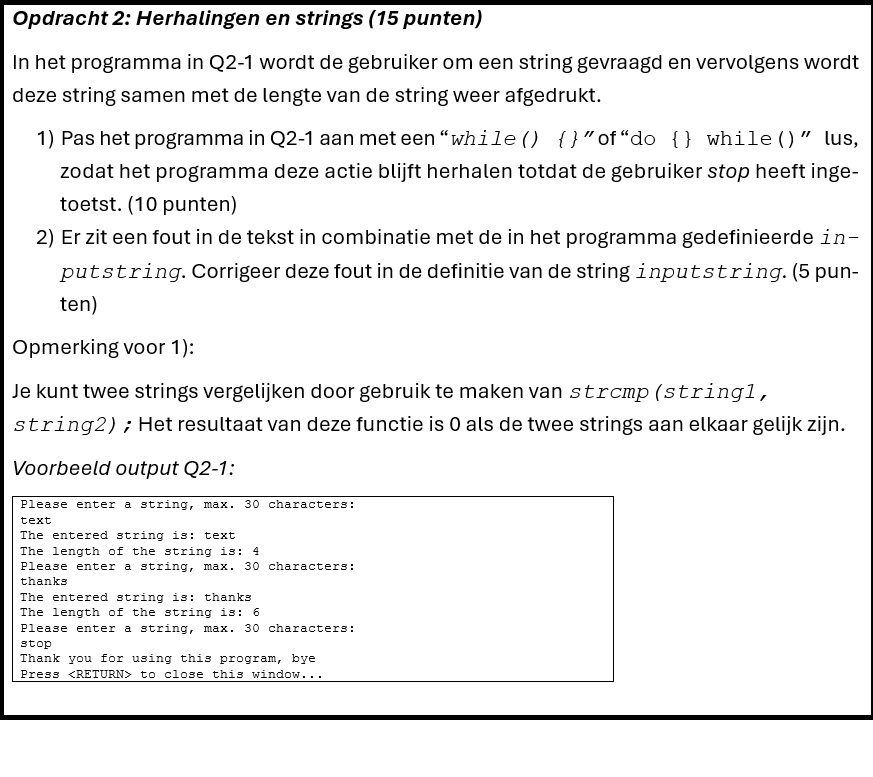 Opdracht 2: Herhalingen en strings (15 punten)
In het programma in Q2-1 wordt de gebruiker om een string gevraagd en vervolgens wordt
deze string samen met de lengte van de string weer afgedrukt.
1) Pas het programma in Q2-1 aan met een “while() {}” of “do {} while()” lus,
zodat het programma deze actie blijft herhalen totdat de gebruiker stop heeft inge-
toetst. (10 punten)
2) Er zit een fout in de tekst in combinatie met de in het programma gedefinieerde in-
putstring. Corrigeer deze fout in de definitie van de string inputstring. (5 pun-
ten)
Opmerking voor 1):
Je kunt twee strings vergelijken door gebruik te maken van strcmp(string1,
string2); Het resultaat van deze functie is 0 als de twee strings aan elkaar gelijk zijn.
Voorbeeld output Q2-1:
Please enter a string, max. 30 characters:
text
The entered string is: text
The length of the string is: 4
Please enter a string, max. 30 characters:
thanks
The entered string is: thanks
The length of the string is: 6
Please enter a string, max. 30 characters:
stop
Thank you for using this program, bye
Press <RETURN> to close this window...